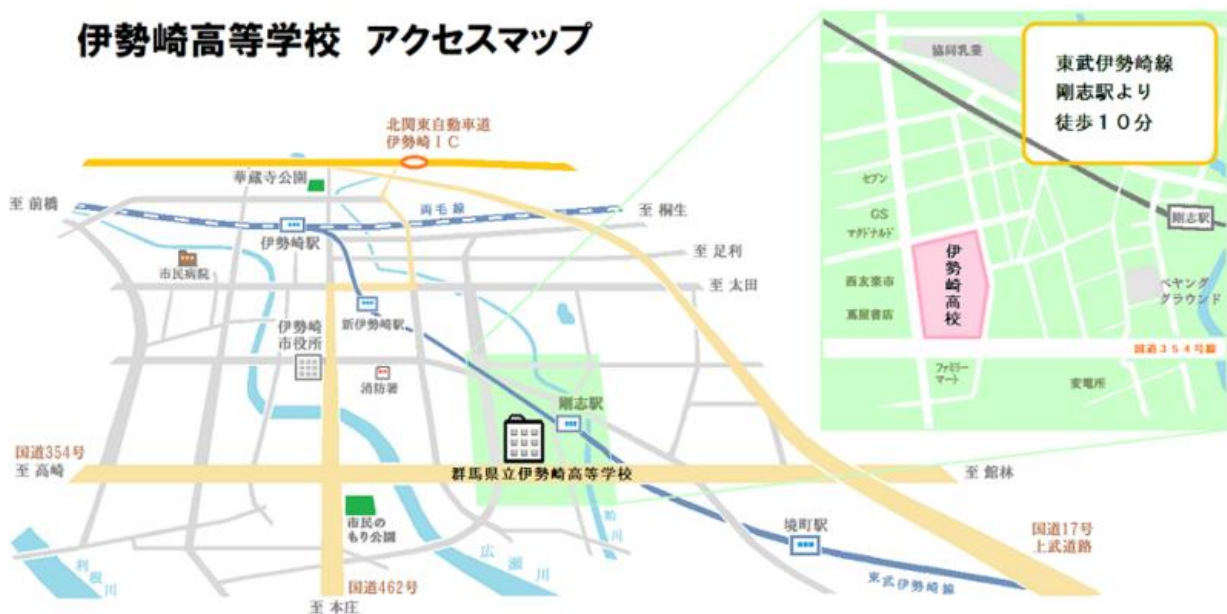 伊勢崎高等学校 アクセスマップ
北関東自動車道
伊勢崎IC
華蔵寺公園
至 前橋
両毛線
至 桐生
伊勢崎駅
至 足利
市民病院
至 太田
新伊勢崎駅
伊勢崎
市役所
消防署
剛志駅
国道354号
至 高崎
群馬県立伊勢崎高等学校
至 館林
市民の
もり公園
粕川
境町駅
国道17号
上武道路
利根川
広瀬川
国道462号
東武伊勢崎線
至 本庄
協同乳業
東武伊勢崎線
剛志駅より
徒歩10分
セブン
GS
マクドナルド
剛志駅
伊勢崎高校
西友楽市
蔦屋書店
ペヤング
グラウンド
国道354号線
ファミリー
マート
変電所